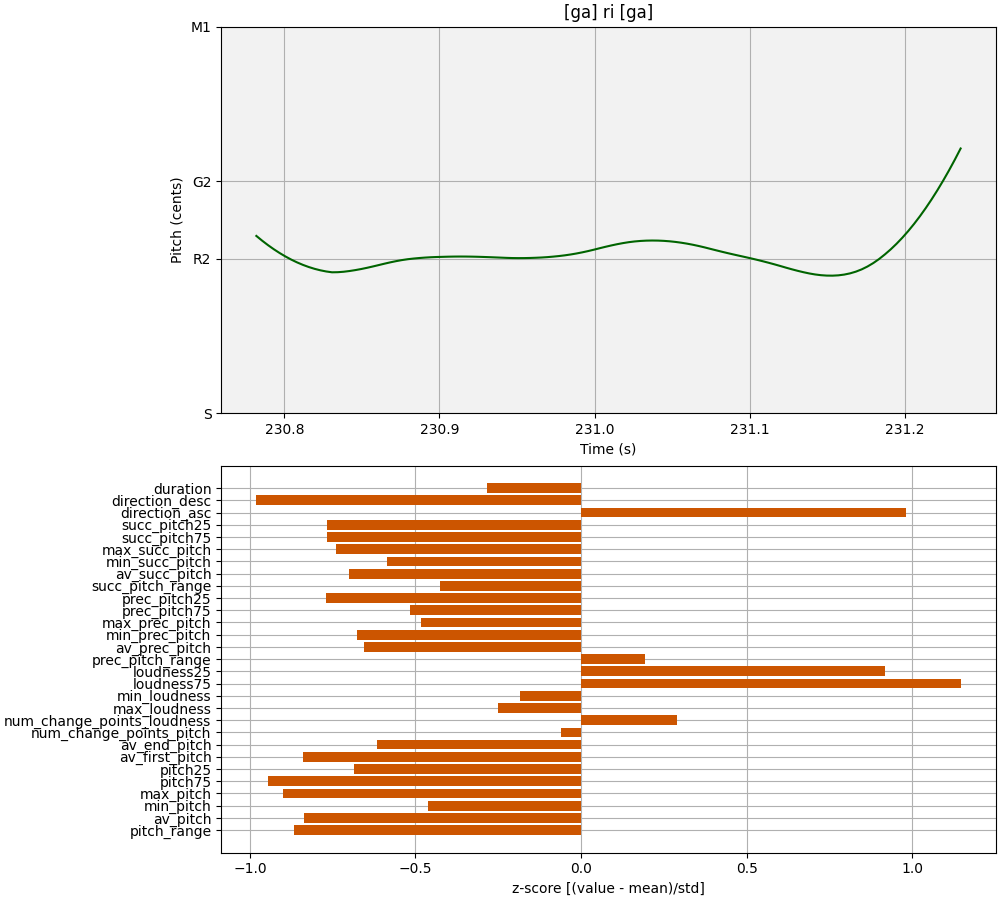 [ga] ri [ga]
M1
G2
R2
S
Pitch (cents)
230.8 230.9 231.0 231.1 231.2
Time (s)
duration
direction_desc
direction_asc
succ_pitch25
succ_pitch75
max_succ_pitch
min_succ_pitch
av_succ_pitch
succ_pitch_range
prec_pitch25
prec_pitch75
max_prec_pitch
min_prec_pitch
av_prec_pitch
prec_pitch_range
loudness25
loudness75
min_loudness
max_loudness
num_change_points_loudness
num_change_points_pitch
av_end_pitch
av_first_pitch
pitch25
pitch75
max_pitch
min_pitch
av_pitch
pitch_range
−1.0 −0.5 0.0 0.5 1.0
z-score [(value - mean)/std]